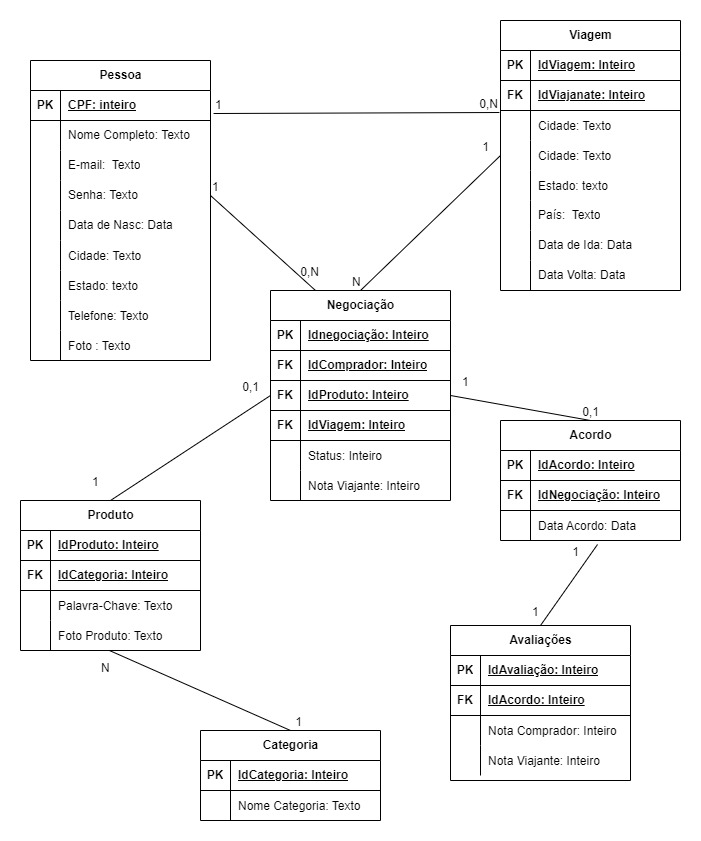 Pessoa
PK CPF: inteiro
Nome Completo: Texto
E-mail: Texto
Senha: Texto
Data de Nasc: Data
Cidade: Texto
Estado: texto
Telefone: Texto
Foto : Texto
1
0,N
Viagem
PK IdViagem: Inteiro
FK IdViajanate: Inteiro
Cidade: Texto
Cidade: Texto
Estado: texto
País: Texto
Data de Ida: Data
Data Volta: Data
1
0,N
1
N
Negociação
PK Idnegociação: Inteiro
FK IdComprador: Inteiro
FK IdProduto: Inteiro
FK IdViagem: Inteiro
Status: Inteiro
Nota Viajante: Inteiro
0,1
1
1
0,1
Acordo
PK IdAcordo: Inteiro
FK IdNegociação: Inteiro
Data Acordo: Data
Produto
PK IdProduto: Inteiro
FK IdCategoria: Inteiro
Palavra-Chave: Texto
Foto Produto: Texto
1
1
Avaliações
PK IdAvaliação: Inteiro
FK IdAcordo: Inteiro
Nota Comprador: Inteiro
Nota Viajante: Inteiro
N
1
Categoria
PK IdCategoria: Inteiro
Nome Categoria: Texto